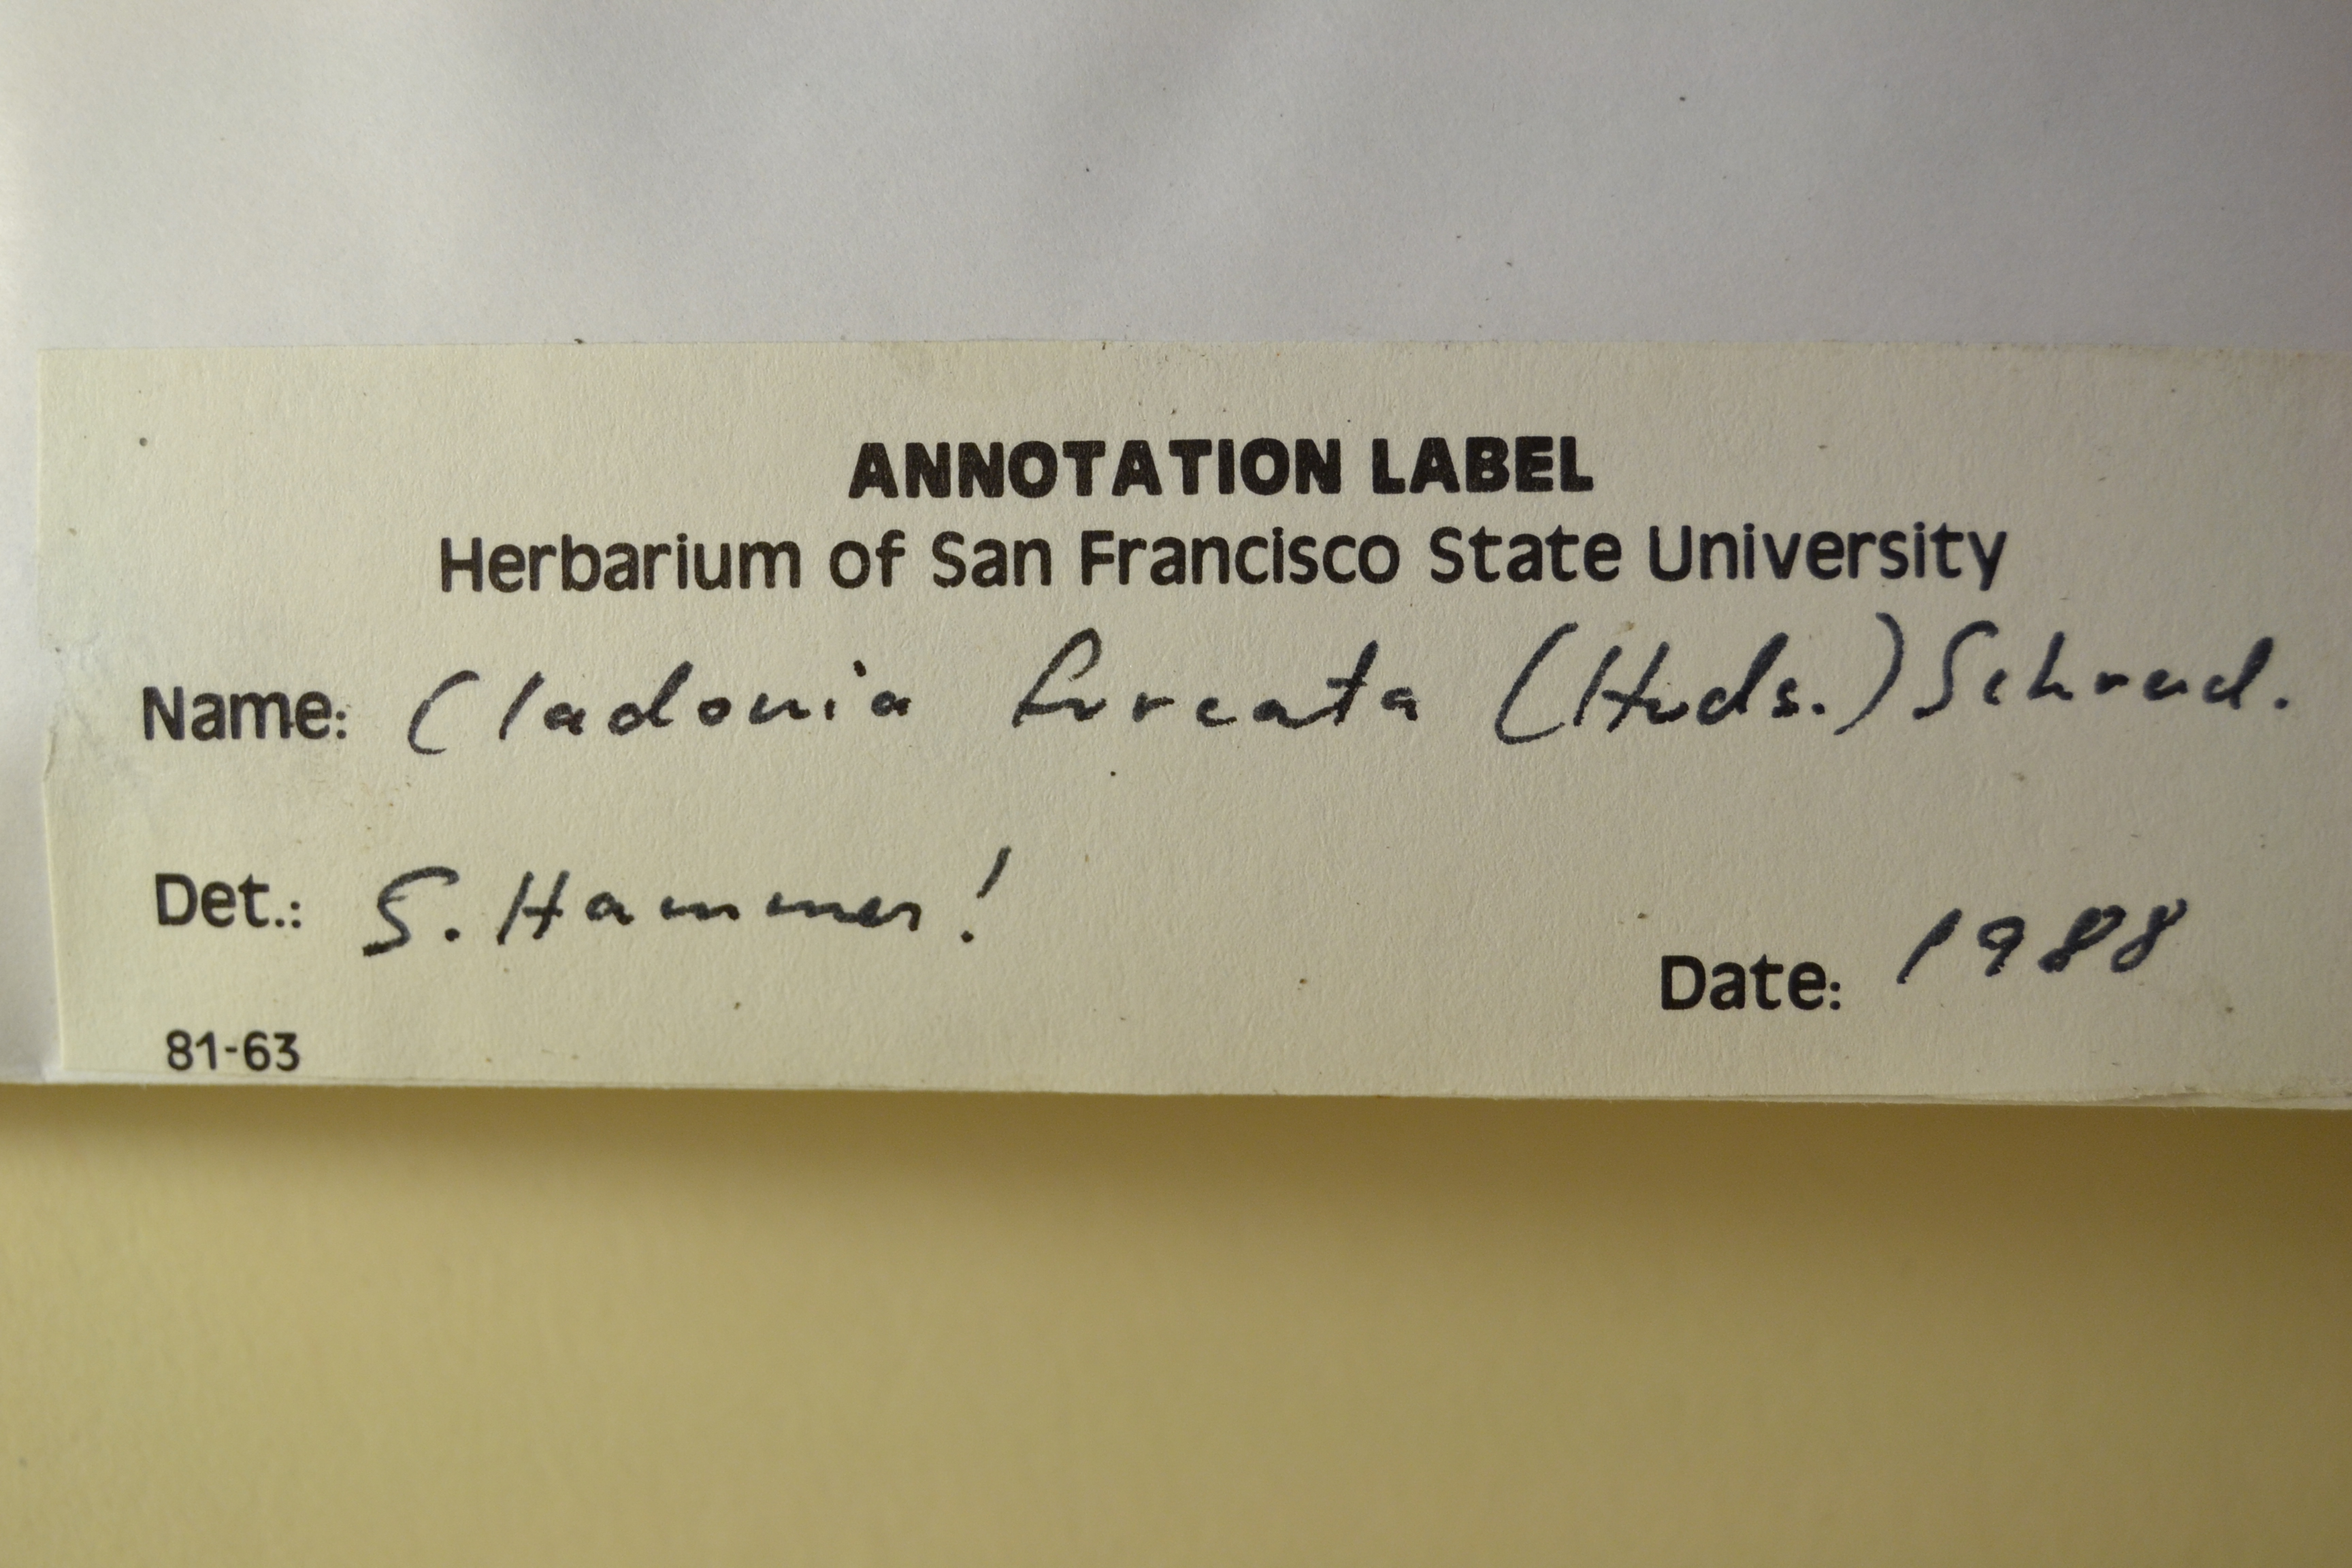 ANNOTATION LABEL
Herbarium of San Francisco State University
Name: Cladonia furcata (Huds.) Schrad.
Det.: S. Hammer!
Date: 1988
81-63